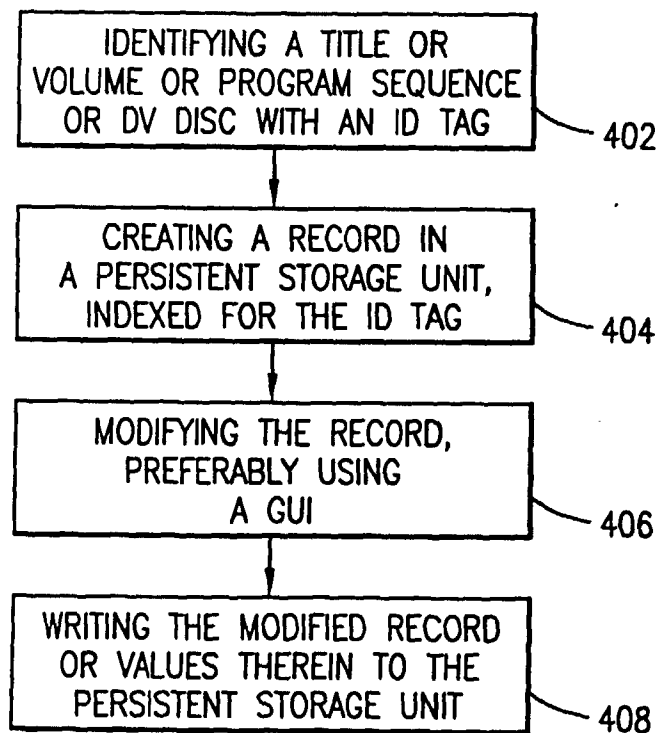 IDENTIFYING A TITLE OR
VOLUME OR PROGRAM SEQUENCE
OR DV DISC WITH AN ID TAG
402
CREATING A RECORD IN
A PERSISTENT STORAGE UNIT,
INDEXED FOR THE ID TAG
404
MODIFYING THE RECORD,
PREFERABLY USING
A GUI
406
WRITING THE MODIFIED RECORD
OR VALUES THEREIN TO THE
PERSISTENT STORAGE UNIT
408